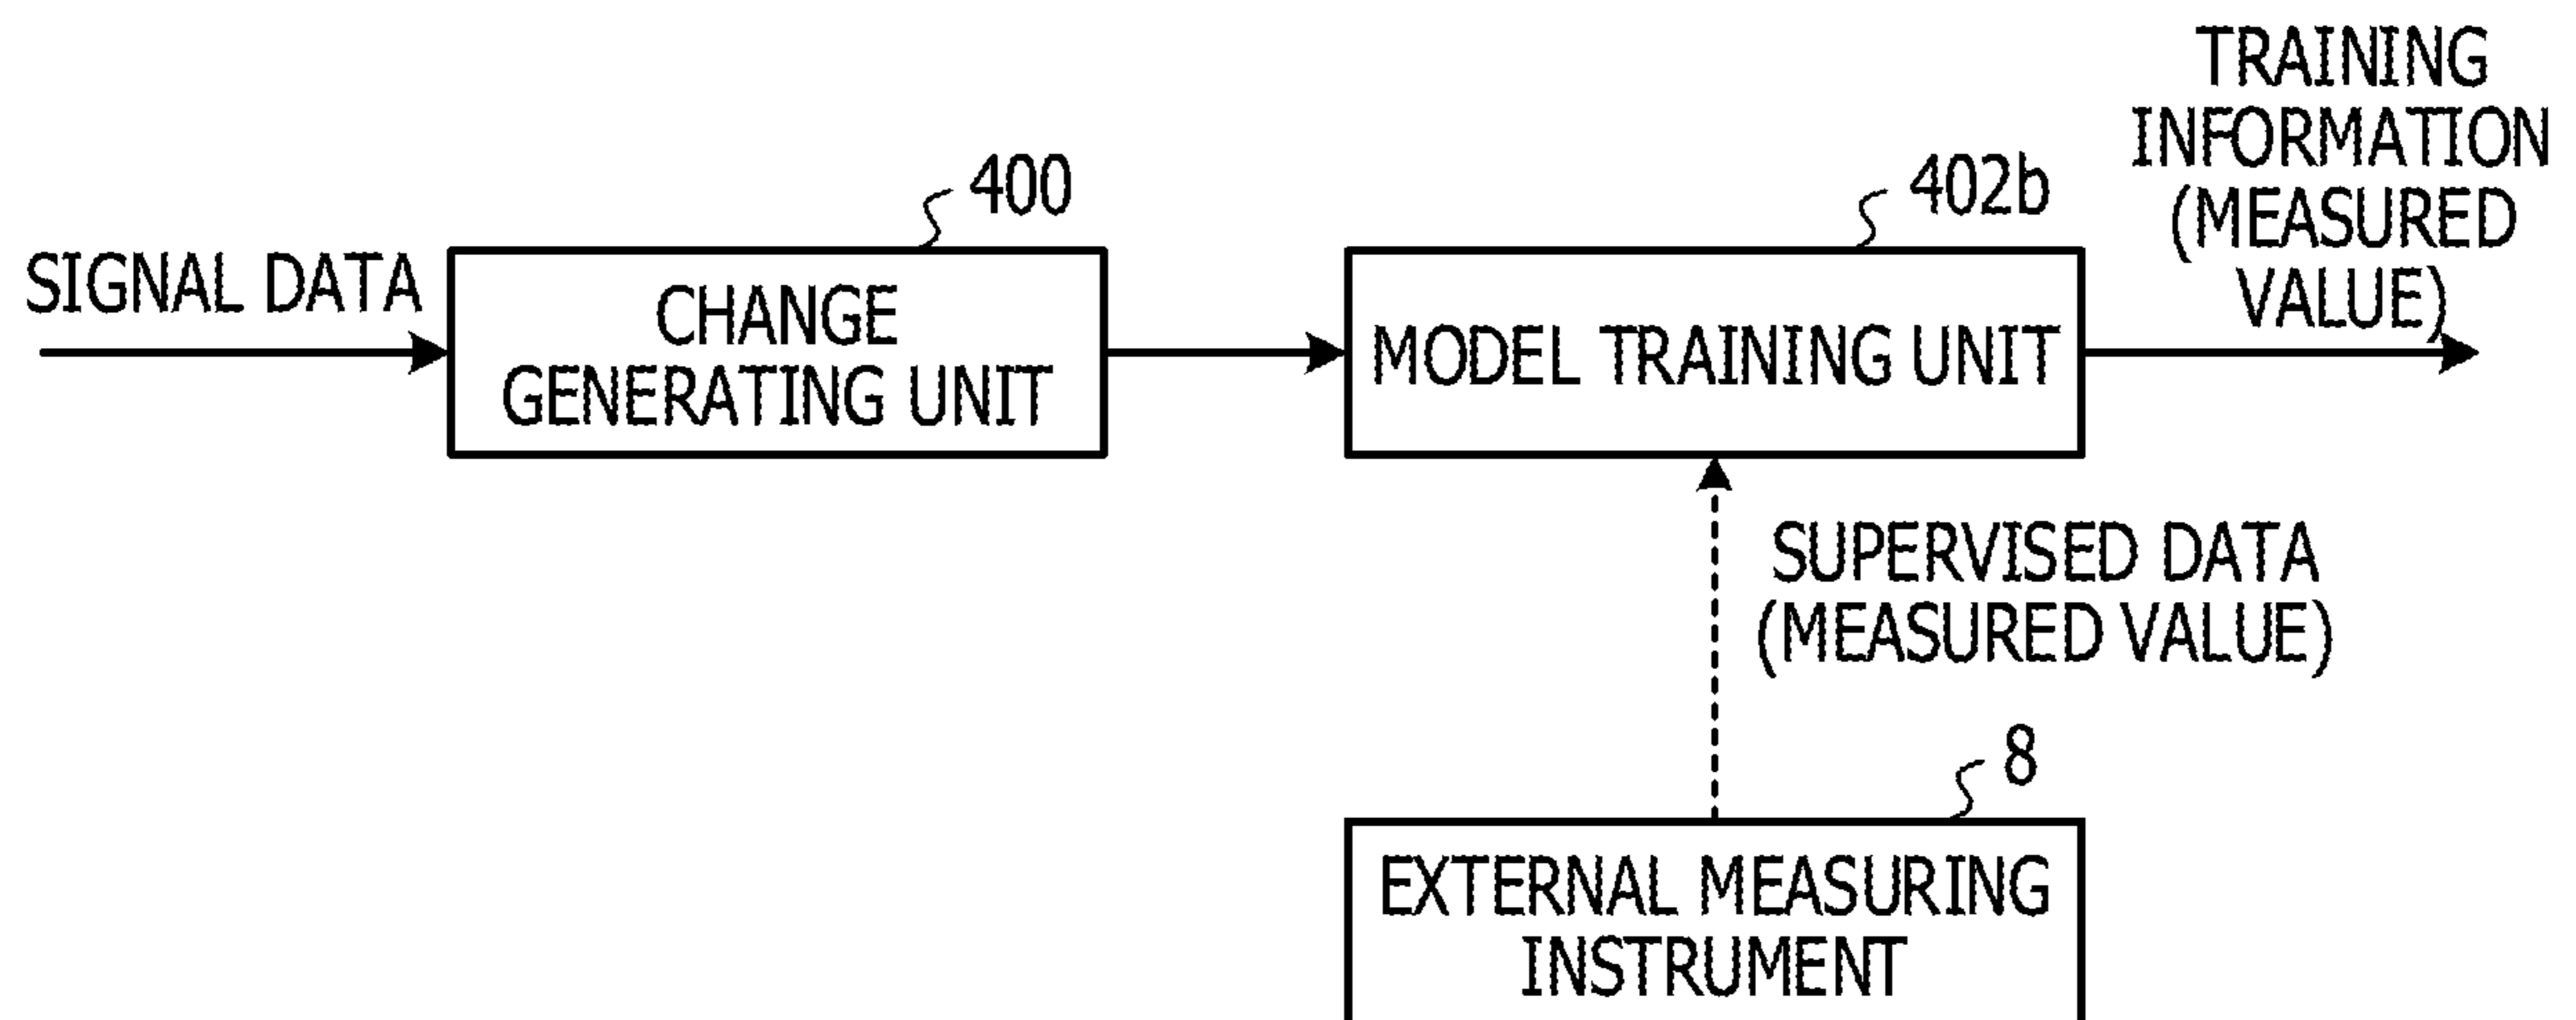 TRAINING
INFORMATION
(MEASURED
VALUE)
400
402b
SIGNAL DATA
CHANGE
GENERATING UNIT
MODEL TRAINING UNIT
SUPERVISED DATA
(MEASURED VALUE)
8
EXTERNAL MEASURING
INSTRUMENT